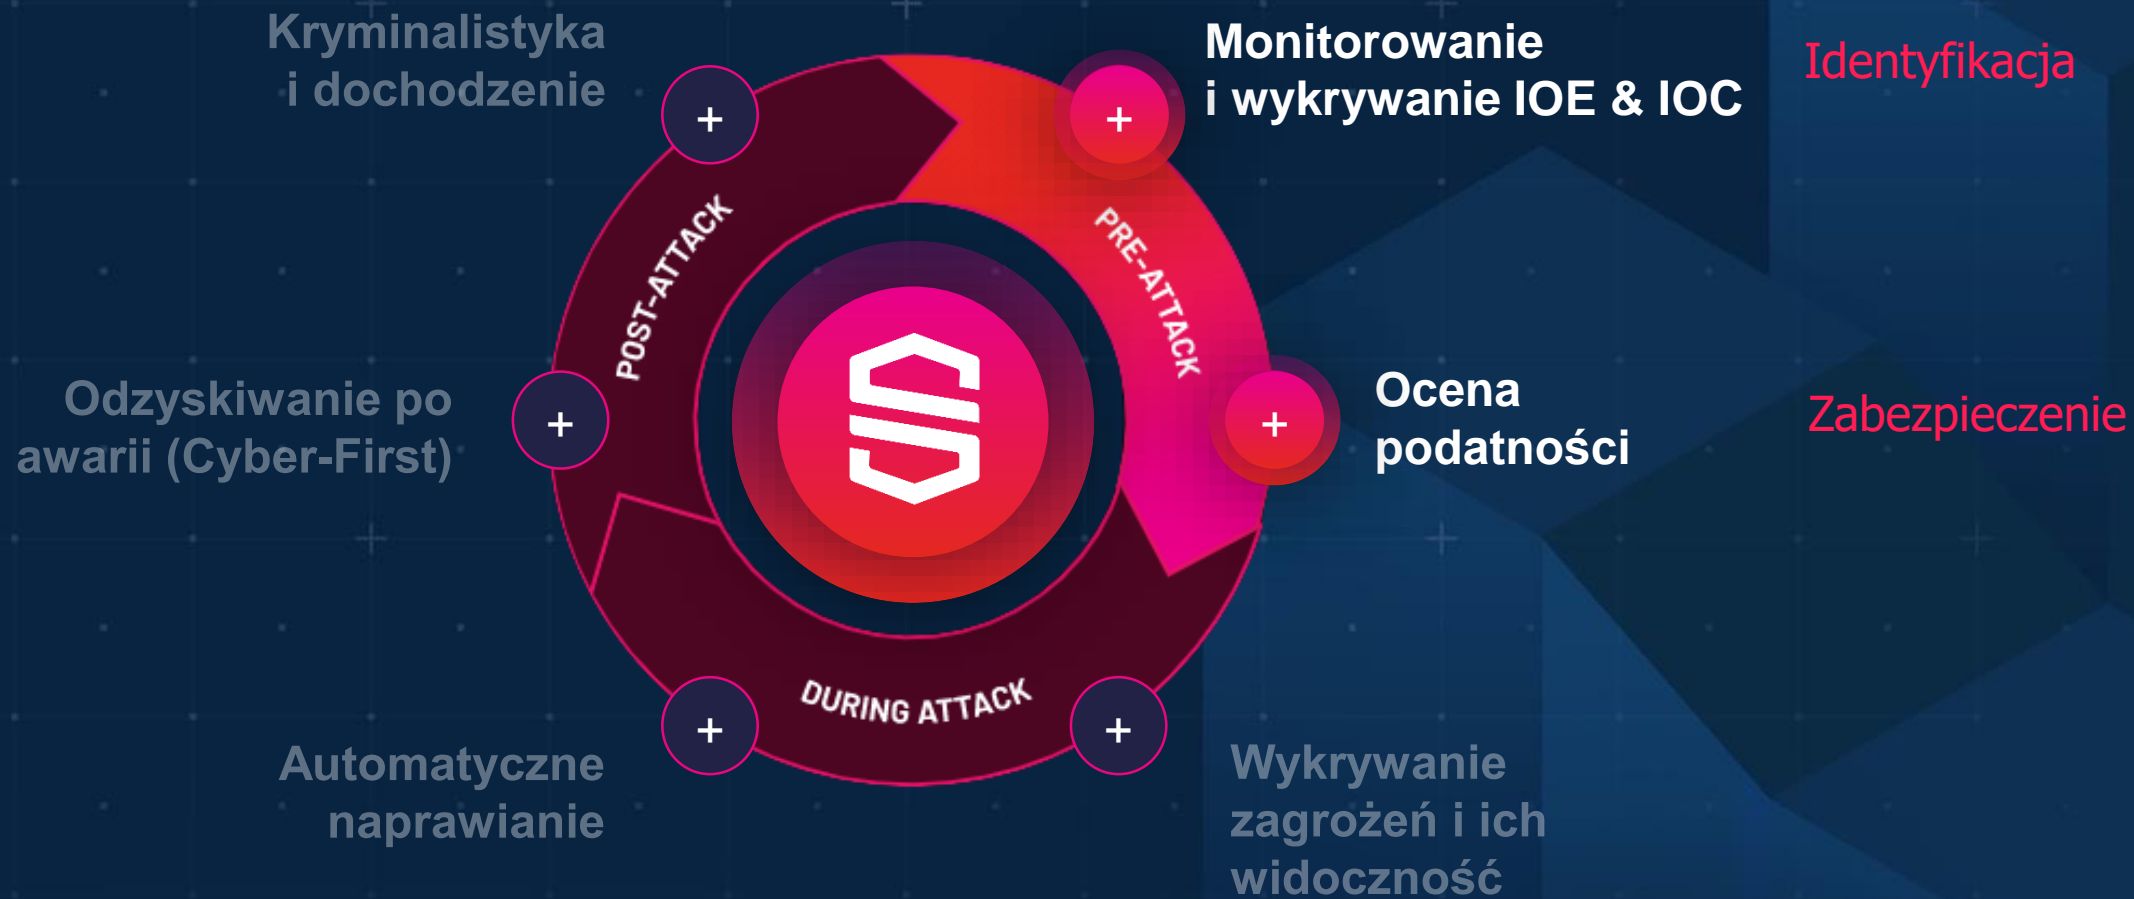 Kryminalistyka
i dochodzenie
Monitorowanie
i wykrywanie IOE & IOC
Identyfikacja
+
+
POST-ATTACK
PRE-ATTACK
Odzyskiwanie po
awarii (Cyber-First)
+
+
Ocena
podatności
Zabezpieczenie
DURING ATTACK
+
+
Automatyczne
naprawianie
Wykrywanie
zagrożeń i ich
widoczność